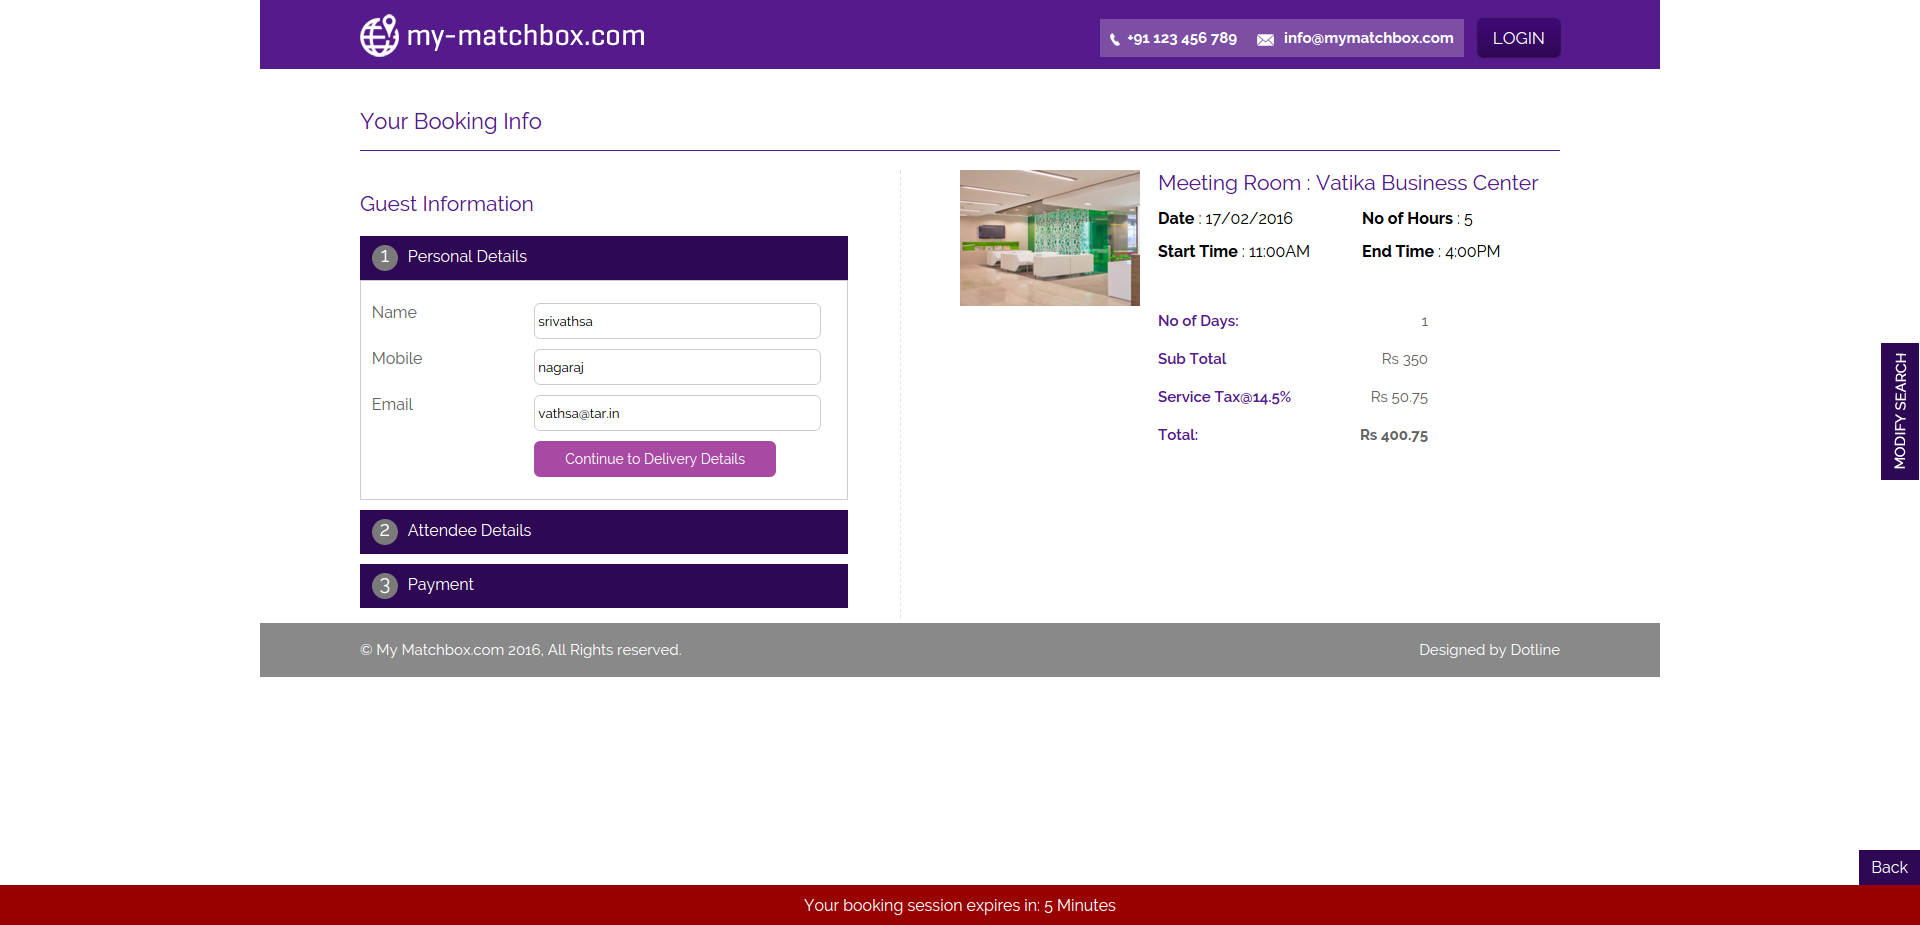 my-matchbox.com
+91 123 456 789
info@mymatchbox.com
LOGIN
Your Booking Info
Guest Information
1 Personal Details
Name
srivathsa
Mobile
nagaraj
Email
vathsa@tar.in
Continue to Delivery Details
2 Attendee Details
3 Payment
Meeting Room : Vatika Business Center
Date : 17/02/2016
No of Hours : 5
Start Time : 11:00AM
End Time : 4:00PM
No of Days: 1
Sub Total Rs 350
Service Tax@14.5% Rs 50.75
Total: Rs 400.75
MODIFY SEARCH
© My Matchbox.com 2016, All Rights reserved.
Designed by Dotline
Back
Your booking session expires in: 5 Minutes